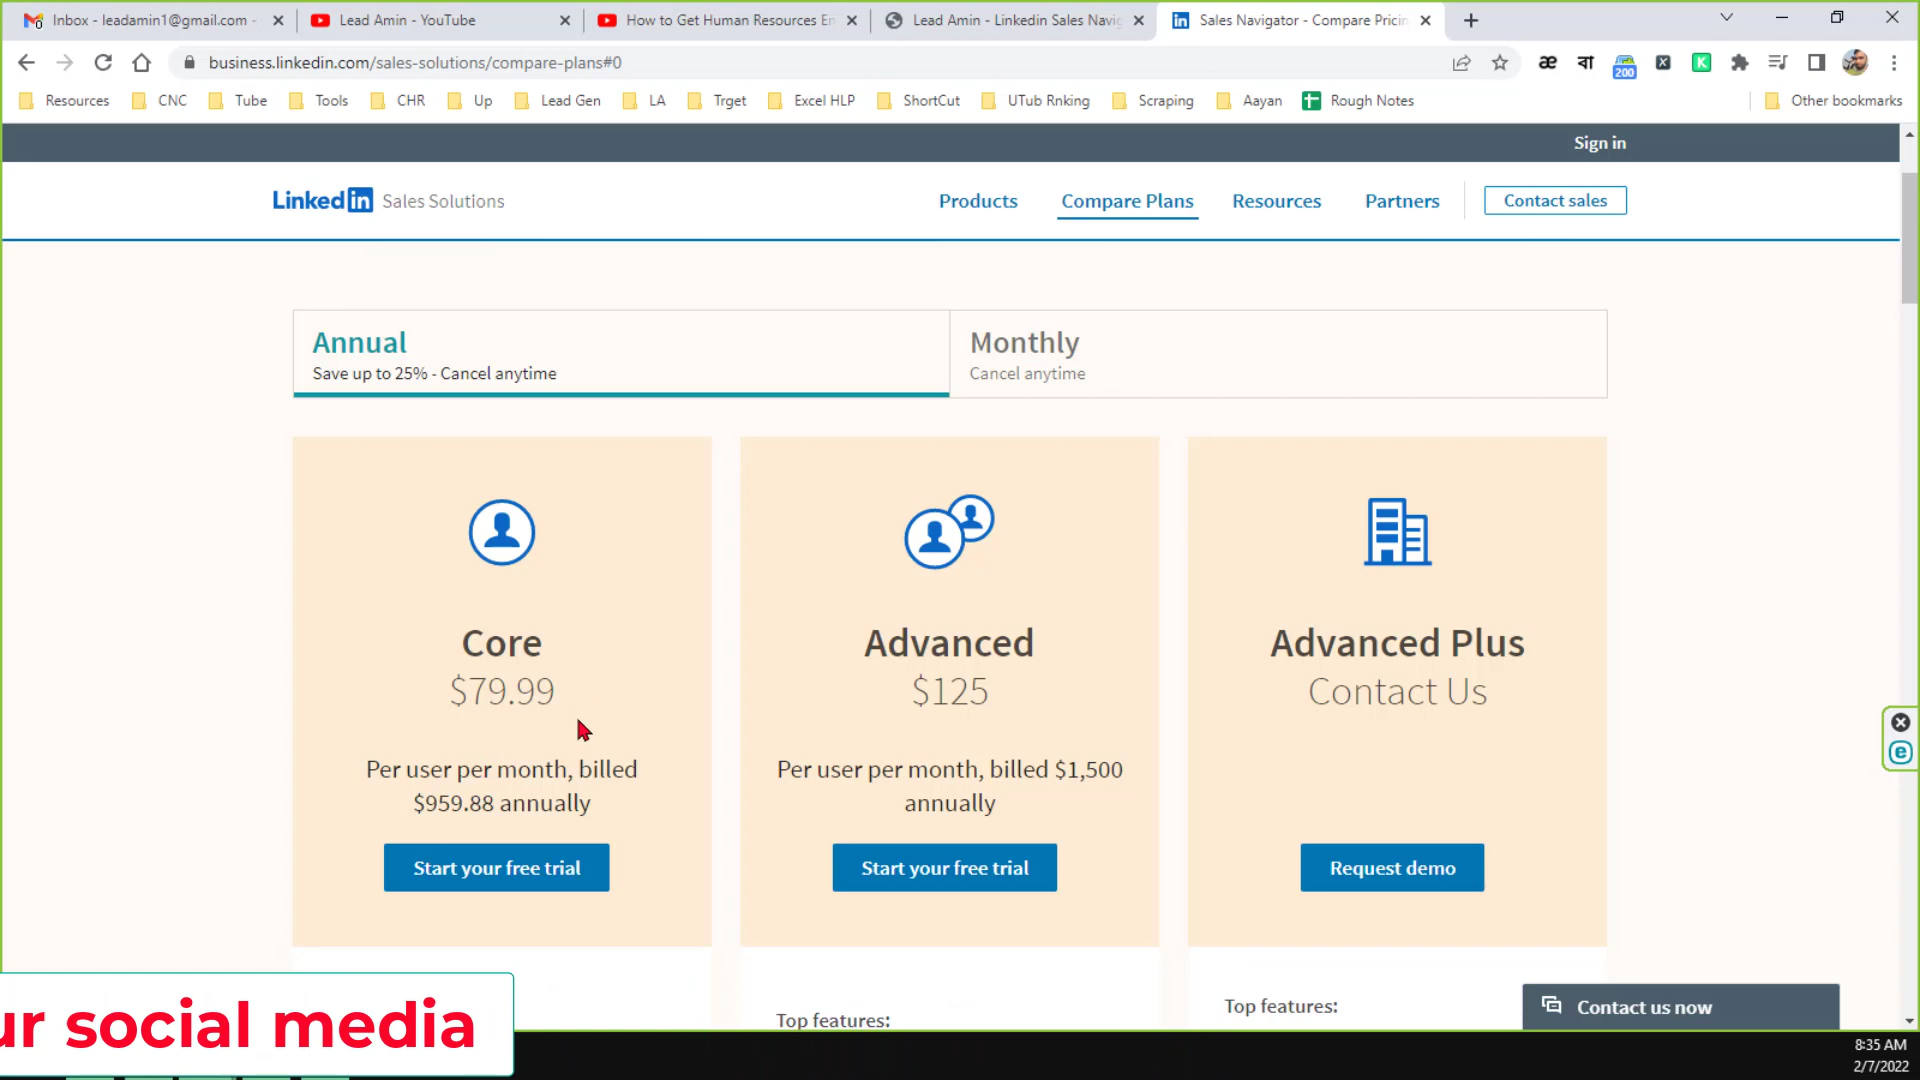 Inbox - leadamin1@gmail.com -
Lead Amin - YouTube
How to Get Human Resources En
Lead Amin - Linkedin Sales Navig
Sales Navigator - Compare Pricin
business.linkedin.com/sales-solutions/compare-plans#0
æ
বা
200
X
K
Resources
CNC
Tube
Tools
CHR
Up
Lead Gen
LA
Trget
Excel HLP
ShortCut
UTub Rnking
Scraping
Aayan
Rough Notes
Other bookmarks
Sign in
Linked in Sales Solutions
Products
Compare Plans
Resources
Partners
Contact sales
Annual
Save up to 25% - Cancel anytime
Monthly
Cancel anytime
Core
$79.99
Per user per month, billed
$959.88 annually
Start your free trial
Advanced
$125
Per user per month, billed $1,500
annually
Start your free trial
Advanced Plus
Contact Us
Request demo
Top features:
Top features:
Contact us now
ur social media
8:35 AM
2/7/2022